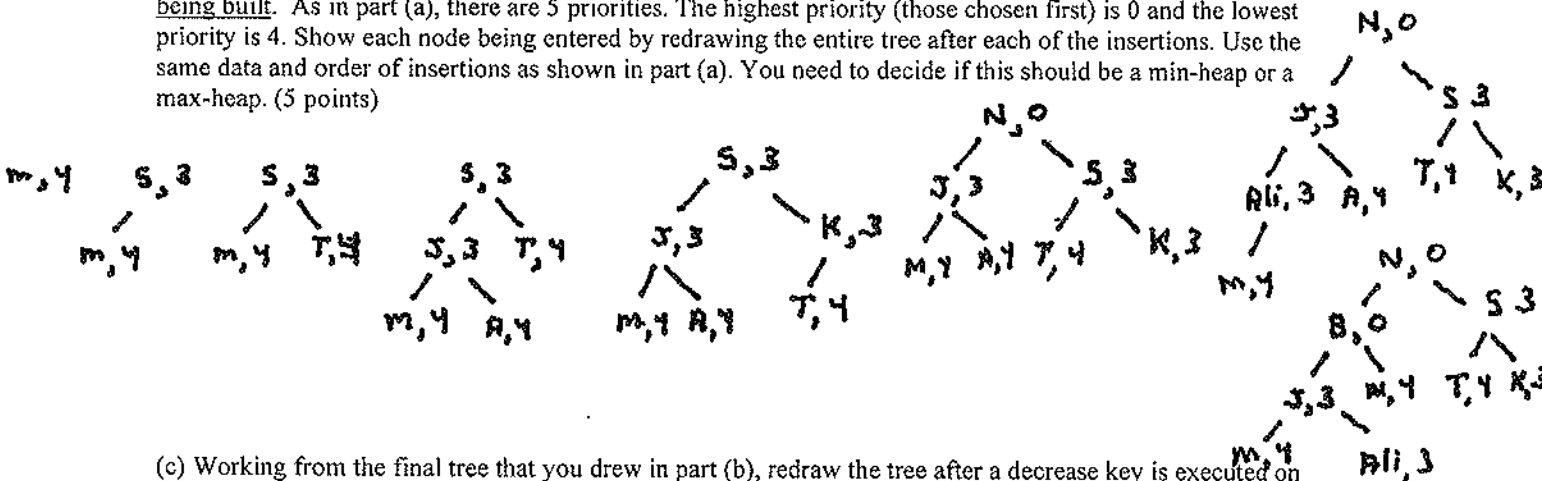 being built. As in part (a), there are 5 priorities. The highest priority (those chosen first) is 0 and the lowest
priority is 4. Show each node being entered by redrawing the entire tree after each of the insertions. Use the
same data and order of insertions as shown in part (a). You need to decide if this should be a min-heap or a
max-heap. (5 points)
m,4
S,3
m,4
S,3
m,4 T,4
S,3
J,3 T,4
m,4 A,4
S,3
J,3 K,3
m,4 A,4 T,4
N,0
J,3 S,3
M,4 A,4 T,4 K,3
N,0
J,3 S 3
Ali,3 A,4 T,4 K,3
m,4
N,0
B,0 S 3
J,3 T,4 K,3
m,4 Ali,3
(c) Working from the final tree that you drew in part (b), redraw the tree after a decrease key is executed on